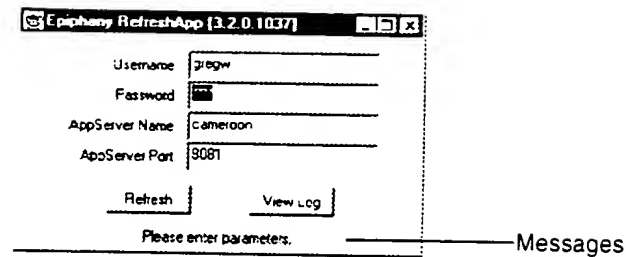 Epiphany RefreshApp [3.2.0.1037]
Username gregw
Password
AppServer Name cameroon
AppServer Port 8081
Refresh View Log
Please enter parameters. Messages